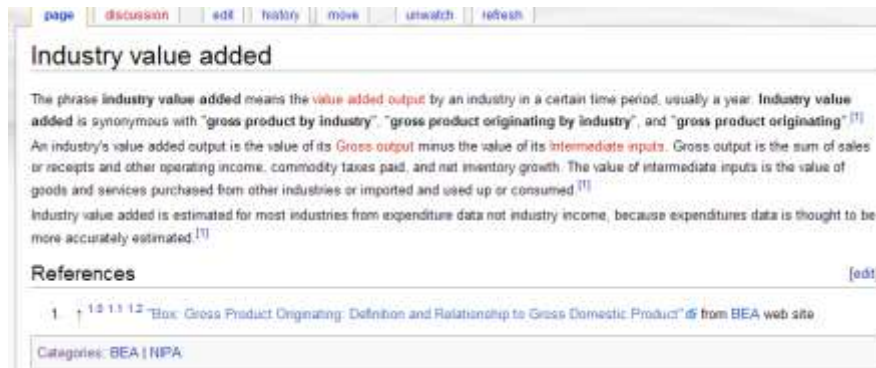 page discussion edit history move unwatch refresh
Industry value added
The phrase industry value added means the value added output by an industry in a certain time period, usually a year. Industry value
added is synonymous with "gross product by industry", "gross product originating by industry", and "gross product originating".[1]
An industry's value added output is the value of its Gross output minus the value of its Intermediate inputs. Gross output is the sum of sales
or receipts and other operating income, commodity taxes paid, and net inventory growth. The value of intermediate inputs is the value of
goods and services purchased from other industries or imported and used up or consumed.[1]
Industry value added is estimated for most industries from expenditure data not industry income, because expenditures data is thought to be
more accurately estimated.[1]
References [edit]
1. ↑ 1.0 1.1 1.2 "Box: Gross Product Originating: Definition and Relationship to Gross Domestic Product" from BEA web site
Categories: BEA | NIPA